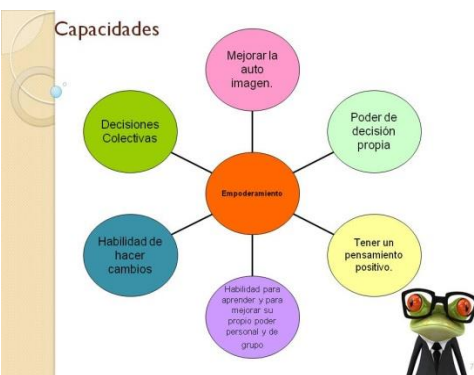 Capacidades
Mejorar la
auto
imagen.
Poder de
decisión
propia
Tener un
pensamiento
positivo.
Habilidad para
aprender y para
mejorar su
propio poder
personal y de
grupo
Habilidad de
hacer
cambios
Decisiones
Colectivas
Empoderamiento